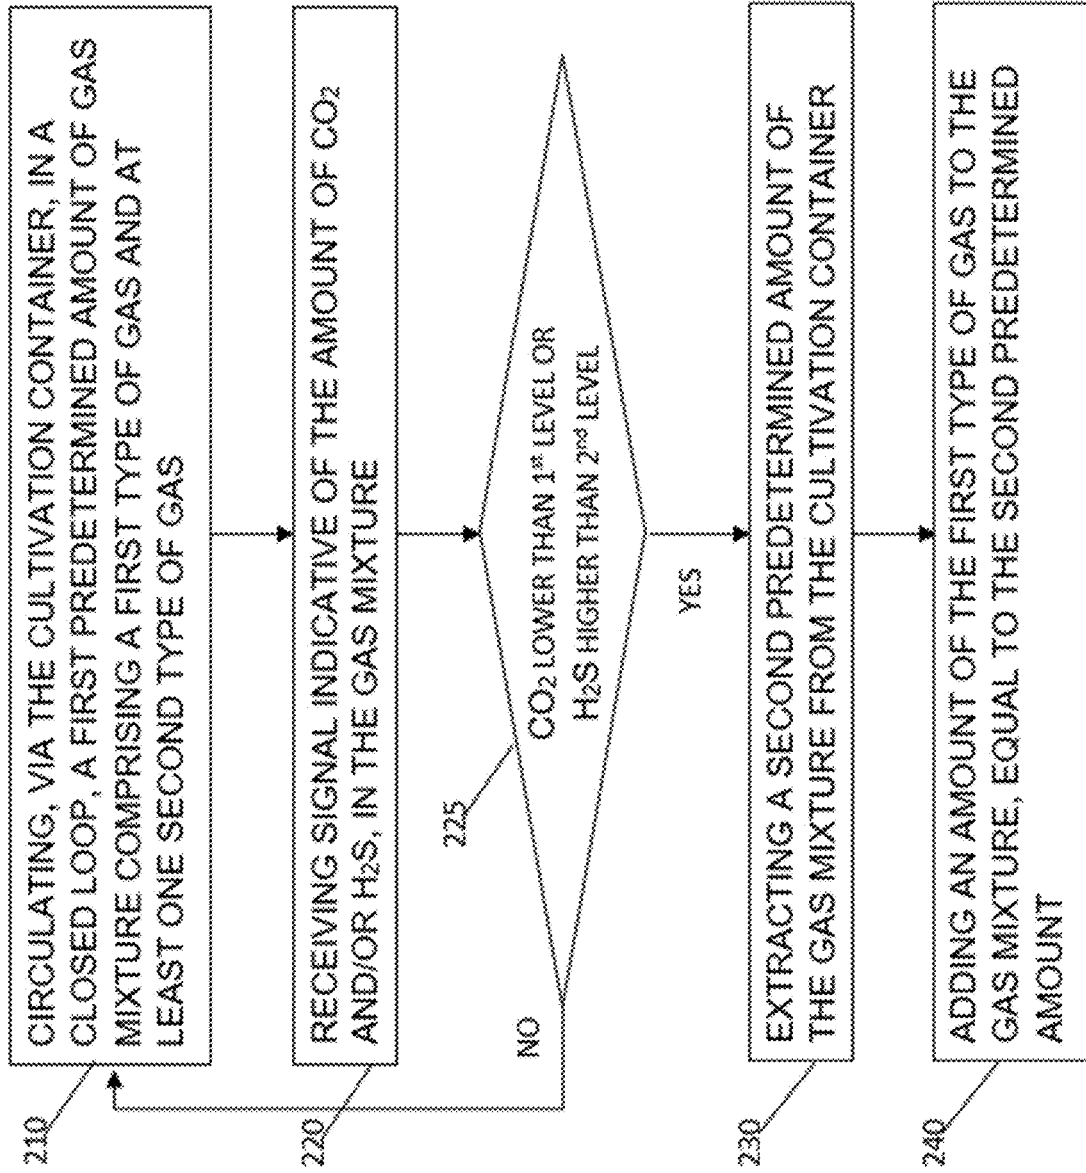 210
CIRCULATING, VIA THE CULTIVATION CONTAINER, IN A
CLOSED LOOP, A FIRST PREDETERMINED AMOUNT OF GAS
MIXTURE COMPRISING A FIRST TYPE OF GAS AND AT
LEAST ONE SECOND TYPE OF GAS
220
RECEIVING SIGNAL INDICATIVE OF THE AMOUNT OF CO₂
AND/OR H₂S, IN THE GAS MIXTURE
NO
225
CO₂ LOWER THAN 1ˢᵗ LEVEL OR
H₂S HIGHER THAN 2ⁿᵈ LEVEL
YES
230
EXTRACTING A SECOND PREDETERMINED AMOUNT OF
THE GAS MIXTURE FROM THE CULTIVATION CONTAINER
240
ADDING AN AMOUNT OF THE FIRST TYPE OF GAS TO THE
GAS MIXTURE, EQUAL TO THE SECOND PREDETERMINED
AMOUNT